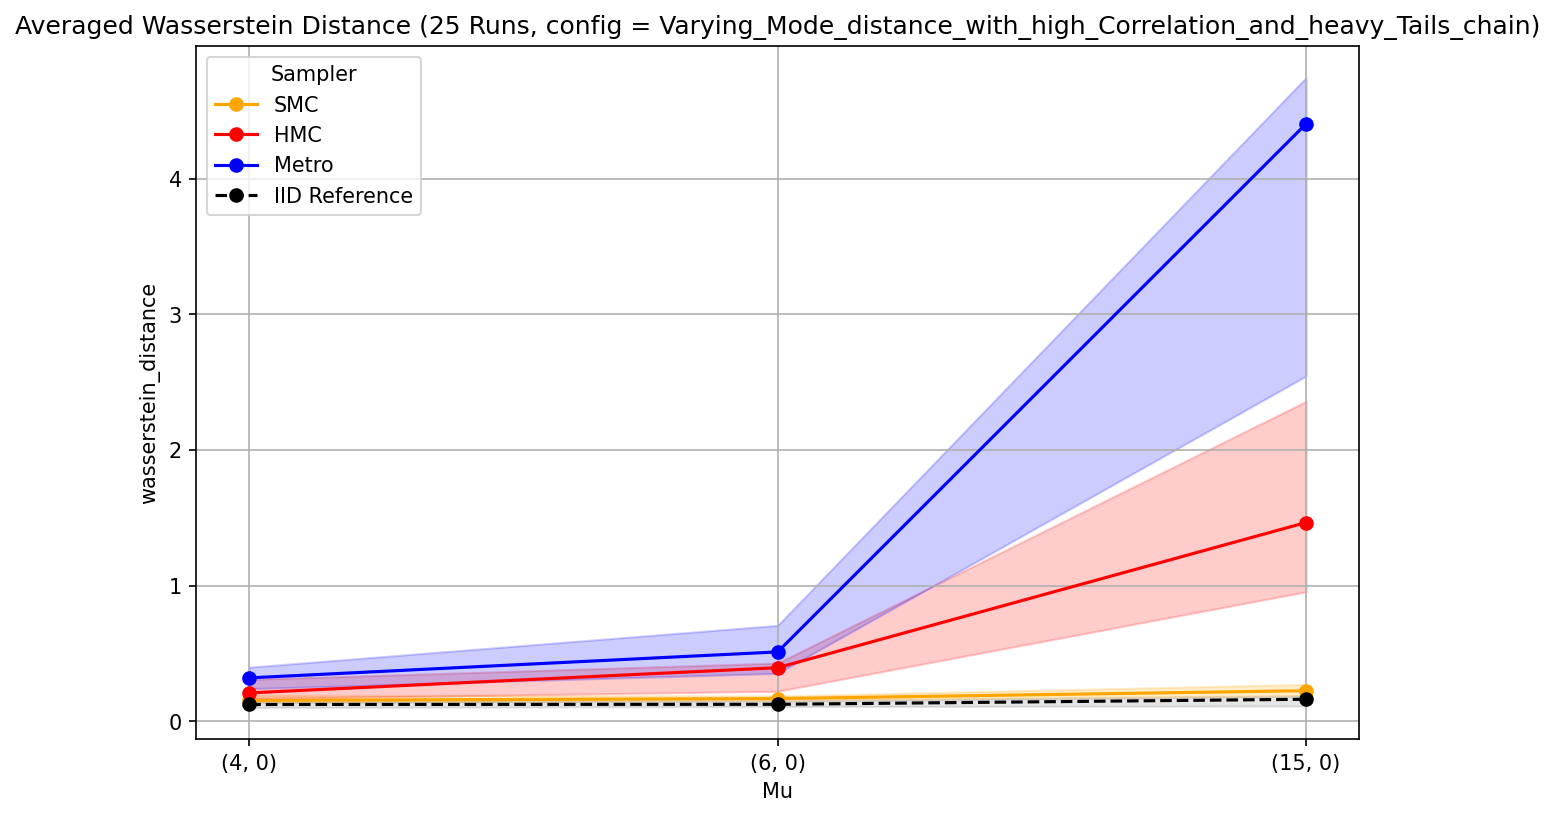 Averaged Wasserstein Distance (25 Runs, config = Varying_Mode_distance_with_high_Correlation_and_heavy_Tails_chain)
Sampler
SMC
HMC
Metro
IID Reference
wasserstein_distance
4
3
2
1
0
(4, 0)
(6, 0)
(15, 0)
Mu